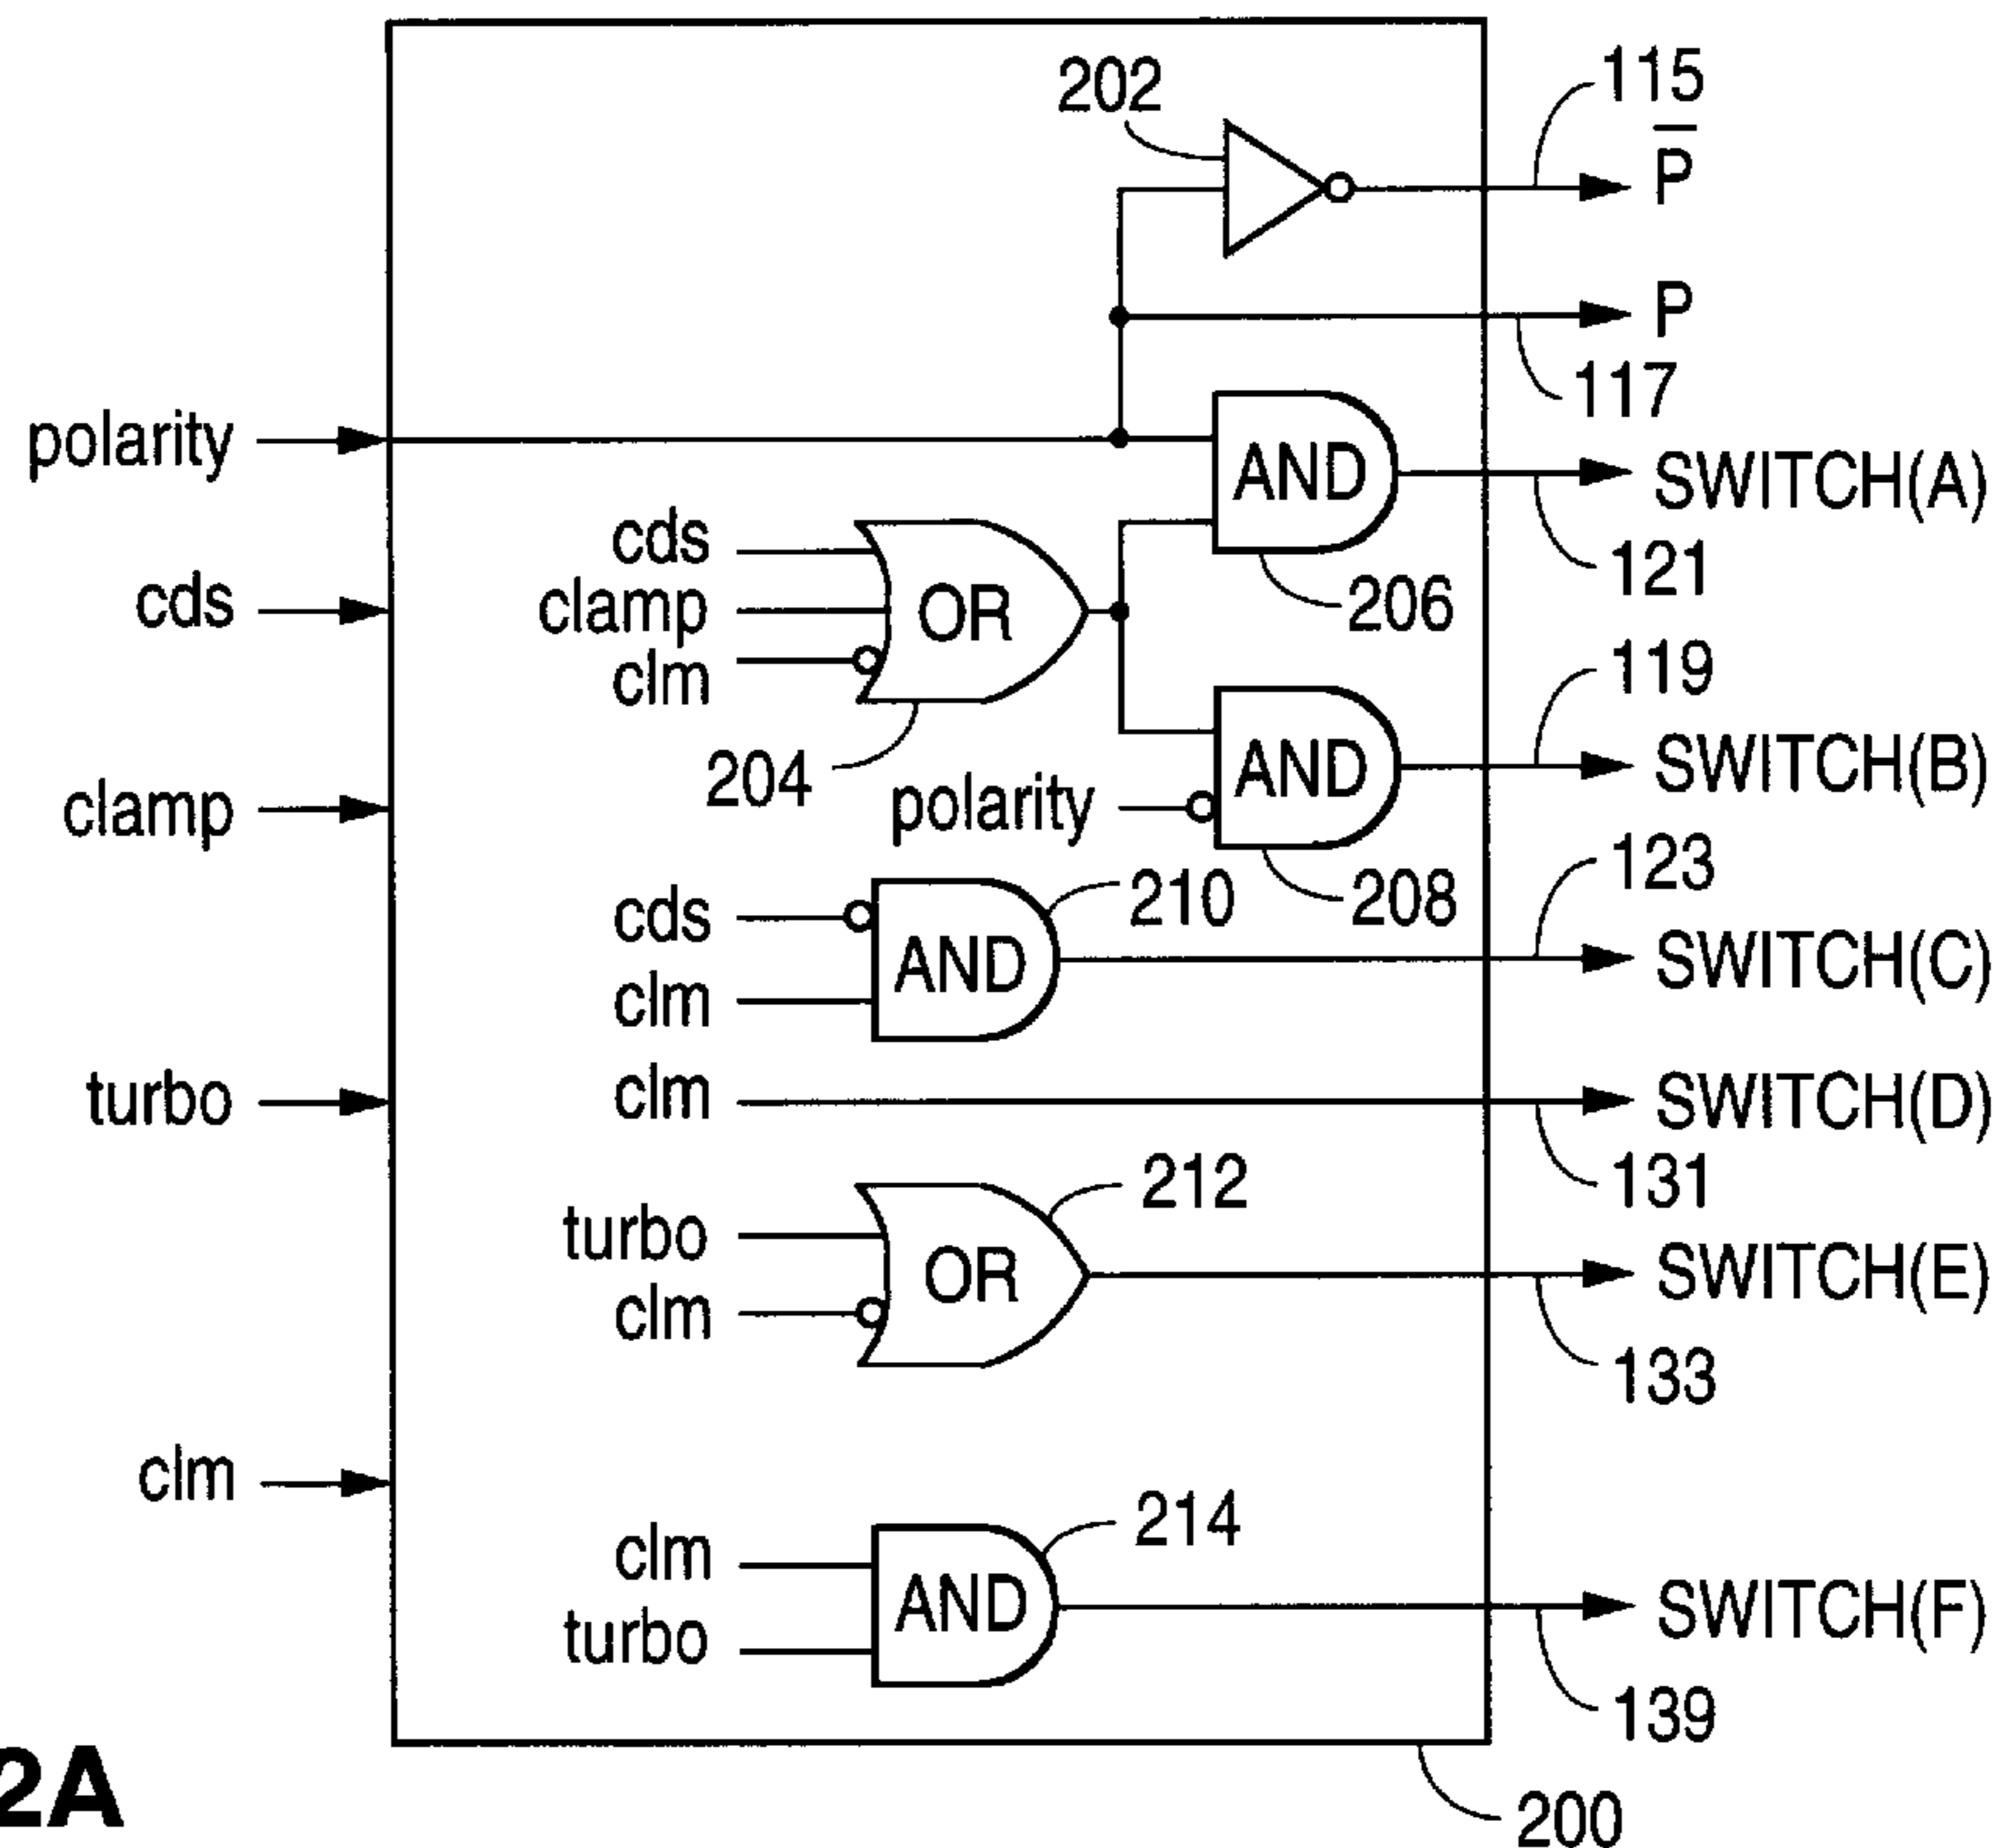 202
115
P̅
P
117
polarity
AND
SWITCH(A)
121
206
cds
cds
clamp
clm
OR
204
119
AND
SWITCH(B)
polarity
208
clamp
123
210
cds
clm
AND
SWITCH(C)
turbo
clm
SWITCH(D)
131
212
turbo
clm
OR
SWITCH(E)
133
clm
214
clm
turbo
AND
SWITCH(F)
139
2A
200